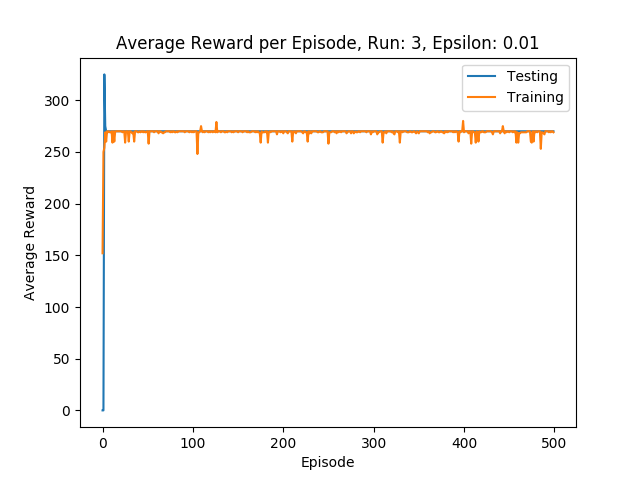 Average Reward per Episode, Run: 3, Epsilon: 0.01
Testing
Training
Average Reward
300
250
200
150
100
50
0
0 100 200 300 400 500
Episode